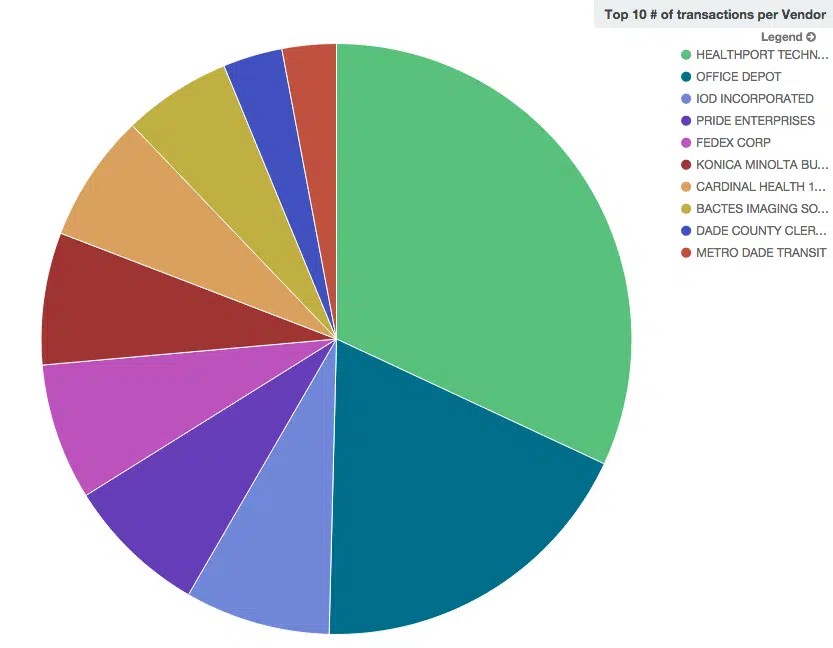 Top 10 # of transactions per Vendor
Legend
HEALTHPORT TECHN...
OFFICE DEPOT
IOD INCORPORATED
PRIDE ENTERPRISES
FEDEX CORP
KONICA MINOLTA BU...
CARDINAL HEALTH 1...
BACTES IMAGING SO...
DADE COUNTY CLER...
METRO DADE TRANSIT